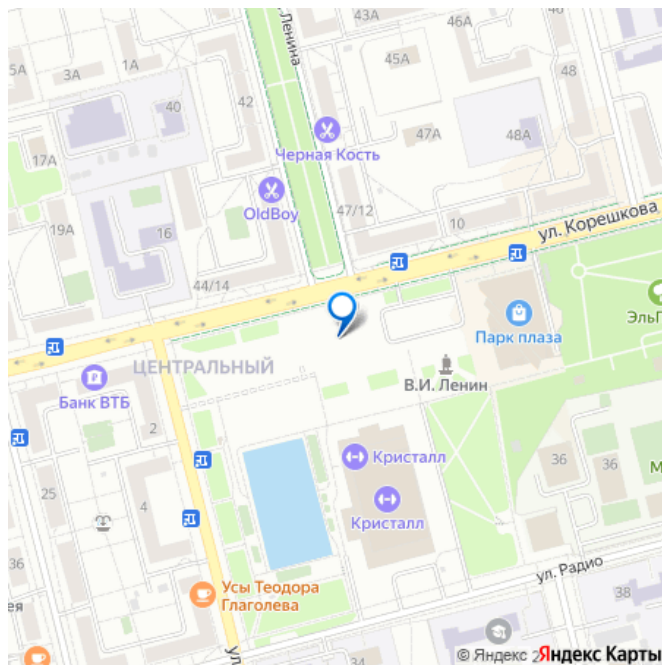 43А
46А
Ленина
5А
3А
1А
45А
48
40
42
47А
48А
17А
Черная Кость
OldBoy
47/12
10
ул. Корешкова
19А
16
44/14
Парк плаза
ЦЕНТРАЛЬНЫЙ
В.И. Ленин
Банк ВТБ
2
Кристалл
36
36
25
4
Кристалл
36
Усы Теодора
Глаголева
ул. Радио
38
34
© Яндекс
Яндекс Карты